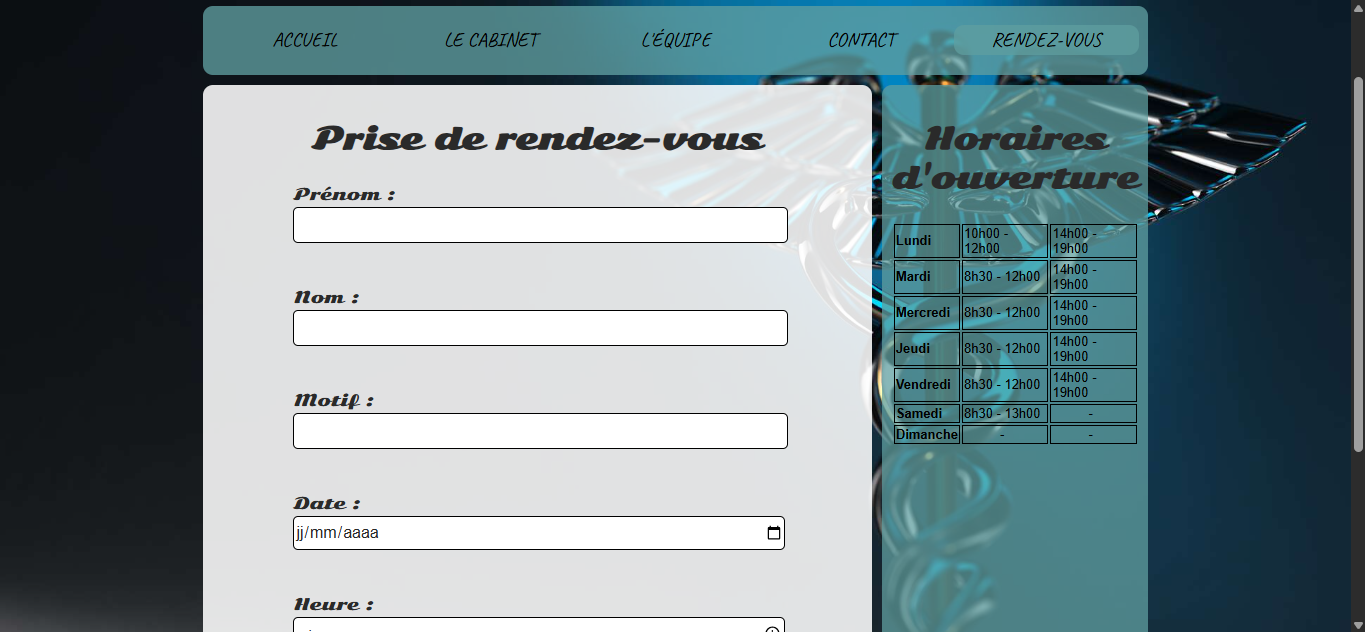 ACCUEIL
LE CABINET
L'ÉQUIPE
CONTACT
RENDEZ-VOUS
Prise de rendez-vous
Prénom :
Nom :
Motif :
Date :
jj/mm/aaaa
Heure :
Horaires
d'ouverture
Lundi
10h00 -
12h00
14h00 -
19h00
Mardi
8h30 - 12h00
14h00 -
19h00
Mercredi
8h30 - 12h00
14h00 -
19h00
Jeudi
8h30 - 12h00
14h00 -
19h00
Vendredi
8h30 - 12h00
14h00 -
19h00
Samedi
8h30 - 13h00
-
Dimanche
-
-